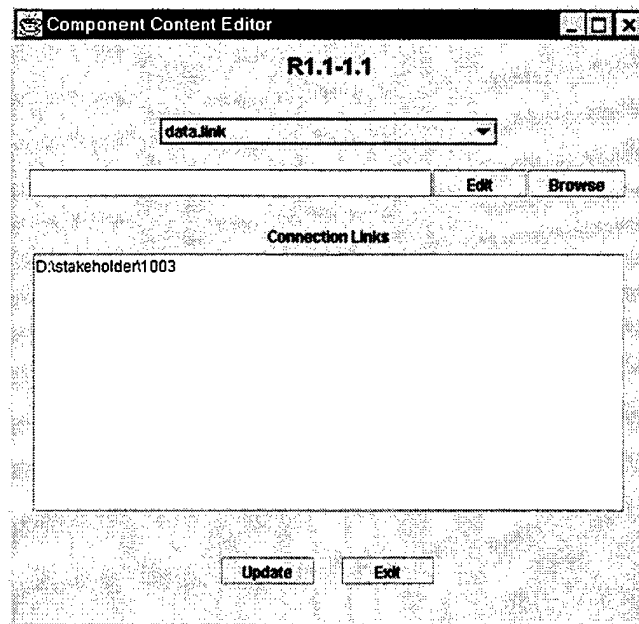 Component Content Editor
R1.1-1.1
data.link
Edit Browse
Connection Links
D:\stakeholder\1003
Update Exit